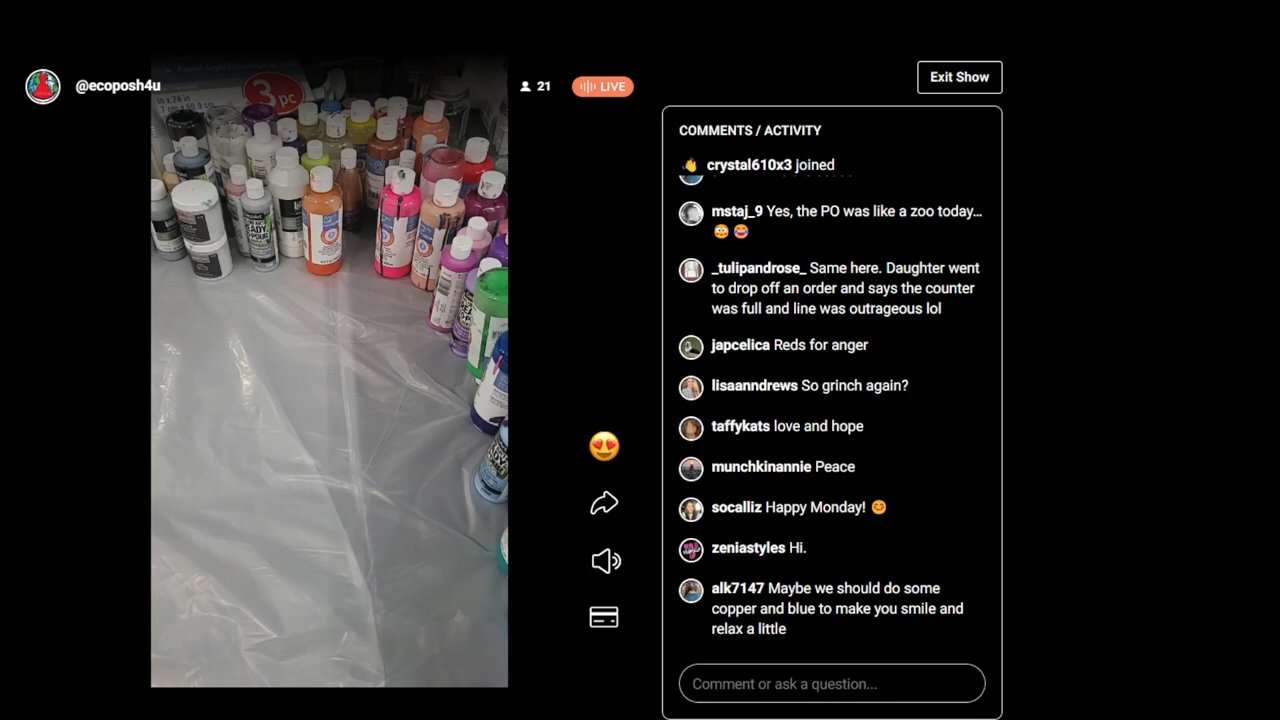 @ecoposh4u
21
LIVE
Exit Show
3
pc
COMMENTS / ACTIVITY
crystal610x3 joined
mstaj_9 Yes, the PO was like a zoo today...
😳 😂
_tulipandrose_ Same here. Daughter went
to drop off an order and says the counter
was full and line was outrageous lol
japcelica Reds for anger
lisaanndrews So grinch again?
taffykats love and hope
munchkinannie Peace
socalliz Happy Monday! 😊
zeniastyles Hi.
alk7147 Maybe we should do some
copper and blue to make you smile and
relax a little
Comment or ask a question...